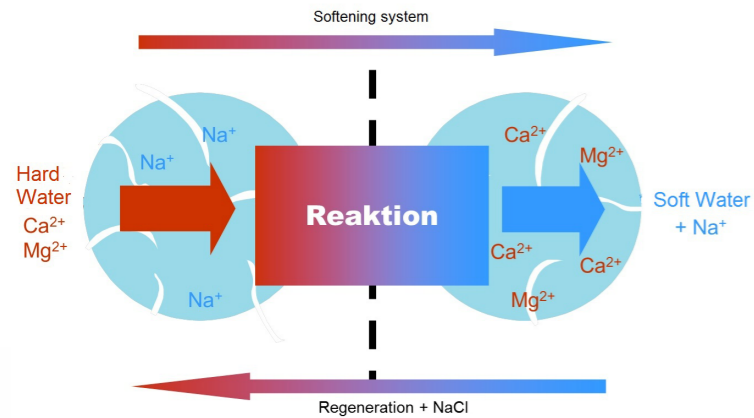 Softening system
Na⁺
Na⁺
Hard
Water
Ca²⁺
Mg²⁺
Na⁺
Reaktion
Ca²⁺
Mg²⁺
Ca²⁺
Ca²⁺
Mg²⁺
Soft Water
+ Na⁺
Regeneration + NaCl